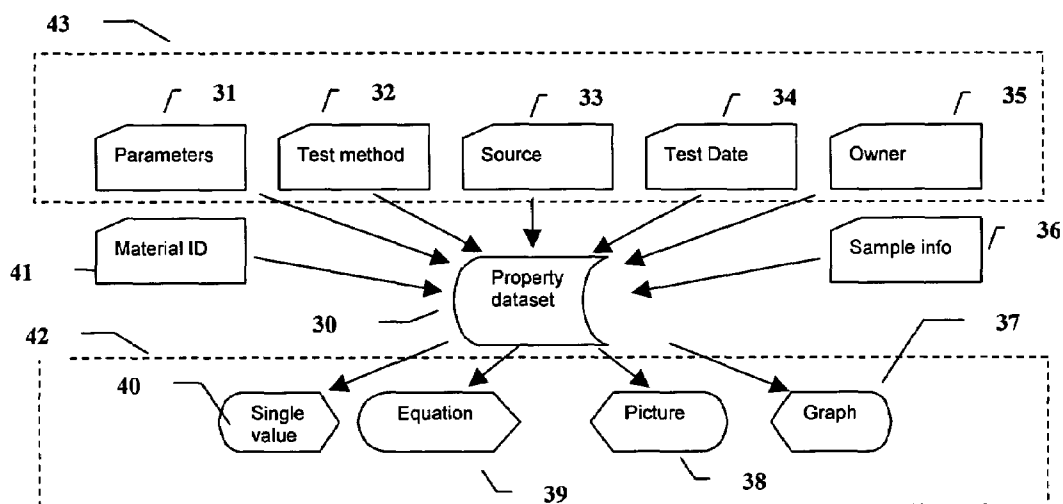 43
31 32 33 34 35
Parameters Test method Source Test Date Owner
Material ID Sample info 36
41
Property
dataset
30
42 37
40
Single
value
Equation Picture Graph
39 38